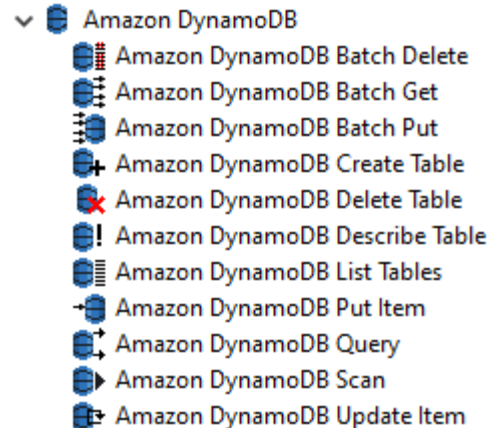 Amazon DynamoDB
Amazon DynamoDB Batch Delete
Amazon DynamoDB Batch Get
Amazon DynamoDB Batch Put
Amazon DynamoDB Create Table
Amazon DynamoDB Delete Table
Amazon DynamoDB Describe Table
Amazon DynamoDB List Tables
Amazon DynamoDB Put Item
Amazon DynamoDB Query
Amazon DynamoDB Scan
Amazon DynamoDB Update Item